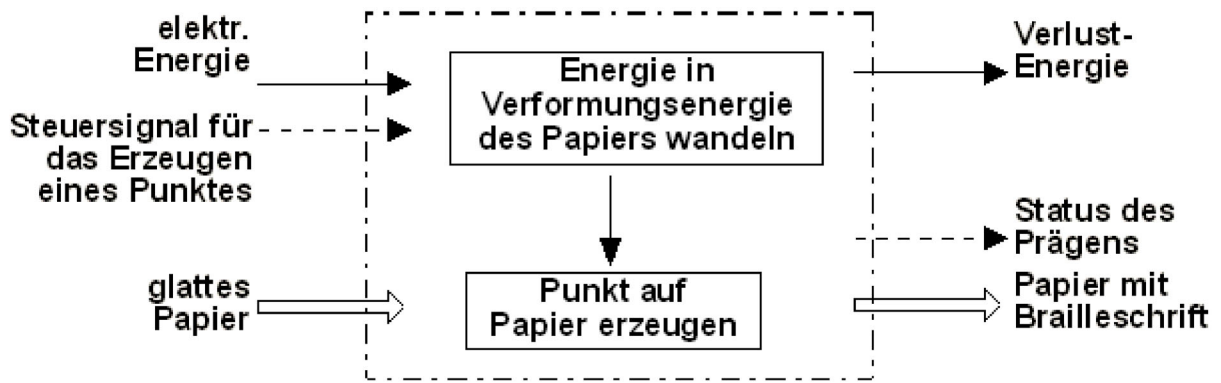 elektr.
Energie
Steuersignal für
das Erzeugen
eines Punktes
glattes
Papier
Energie in
Verformungsenergie
des Papiers wandeln
Punkt auf
Papier erzeugen
Verlust-
Energie
Status des
Prägens
Papier mit
Brailleschrift